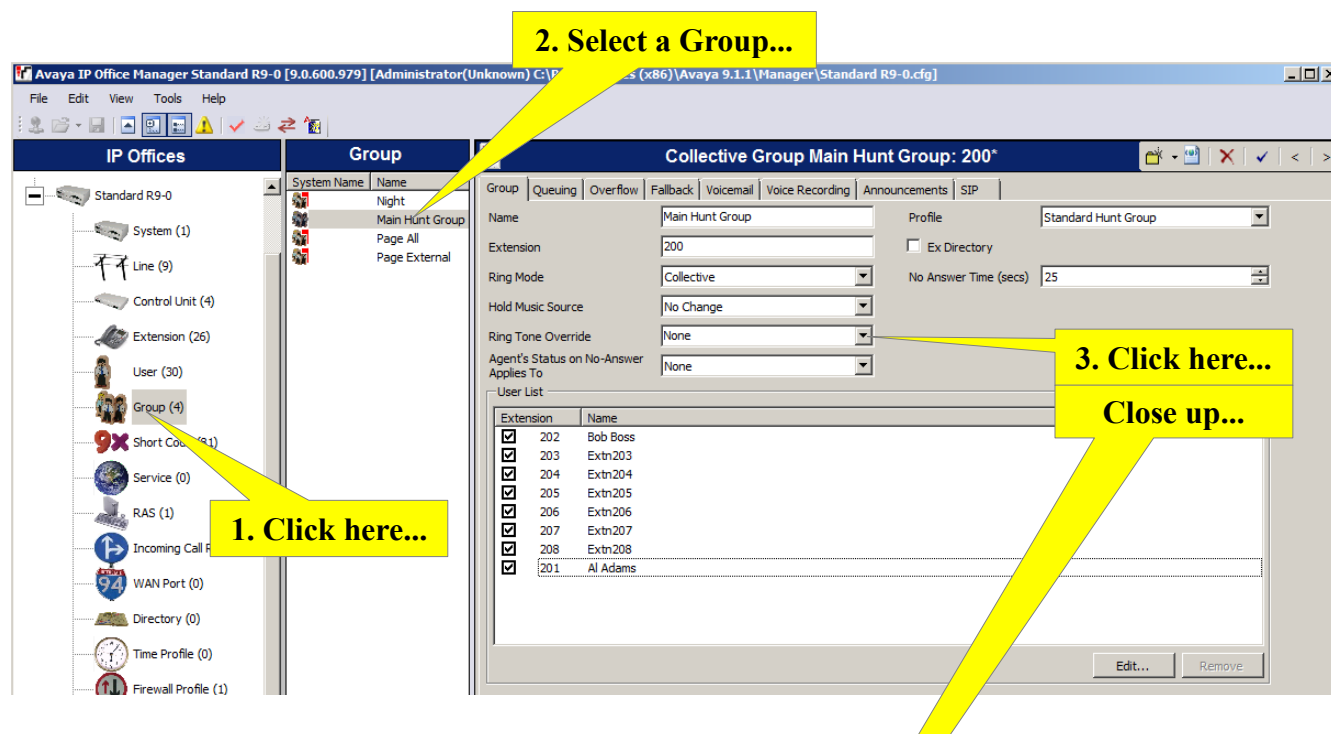 2. Select a Group...
Avaya IP Office Manager Standard R9-0 [9.0.600.979] [Administrator(Unknown) C:\ (x86)\Avaya 9.1.1\Manager\Standard R9-0.cfg]
File Edit View Tools Help
IP Offices
Group
Collective Group Main Hunt Group: 200*
Standard R9-0
System (1)
Line (9)
Control Unit (4)
Extension (26)
User (30)
Group (4)
Short
Service (0)
RAS (1)
Incoming Call
WAN Port (0)
Directory (0)
Time Profile (0)
Firewall Profile (1)
System Name Name
Night
Main Hunt Group
Page All
Page External
Group Queuing Overflow Fallback Voicemail Voice Recording Announcements SIP
Name Main Hunt Group Profile Standard Hunt Group
Extension 200 Ex Directory
Ring Mode Collective No Answer Time (secs) 25
Hold Music Source No Change
Ring Tone Override None
Agent's Status on No-Answer
Applies To None
User List
Extension Name
202 Bob Boss
203 Extn203
204 Extn204
205 Extn205
206 Extn206
207 Extn207
208 Extn208
201 Al Adams
Edit... Remove
1. Click here...
3. Click here...
Close up...